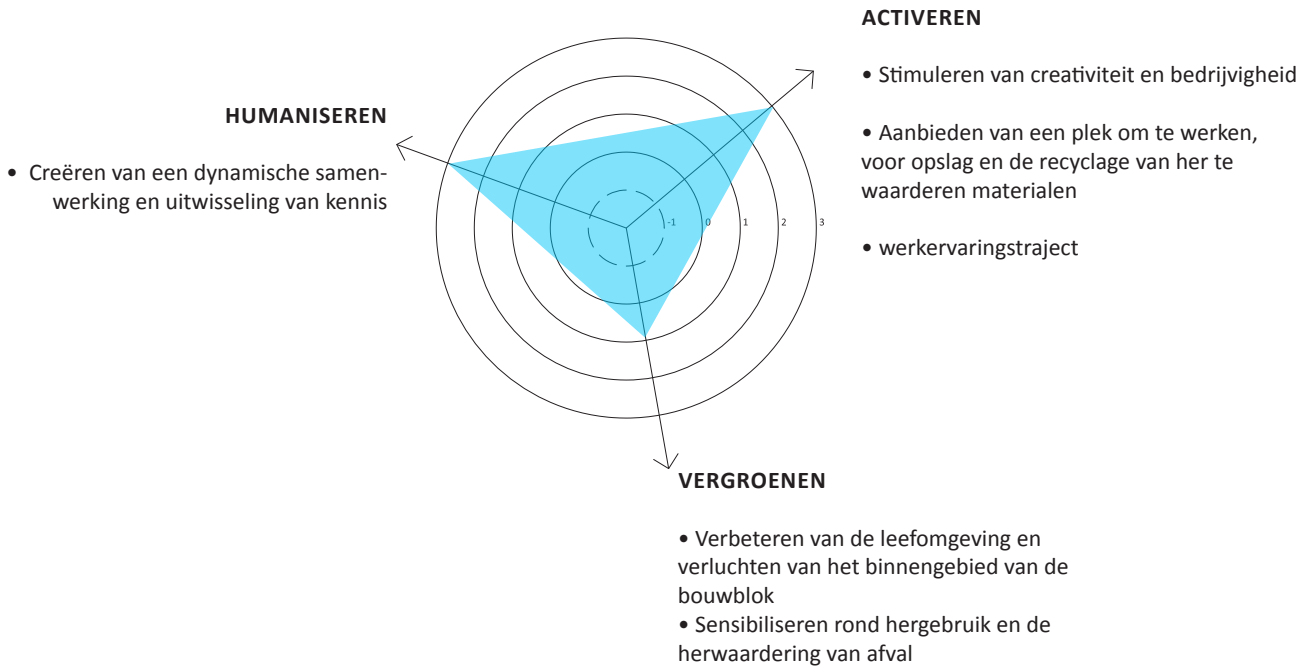 ACTIVEREN
• Stimuleren van creativiteit en bedrijvigheid
• Aanbieden van een plek om te werken,
voor opslag en de recyclage van her te
waarderen materialen
• werkervaringstraject
HUMANISEREN
• Creëren van een dynamische samen-
werking en uitwisseling van kennis
-1 0 1 2 3
VERGROENEN
• Verbeteren van de leefomgeving en
verluchten van het binnengebied van de
bouwblok
• Sensibiliseren rond hergebruik en de
herwaardering van afval